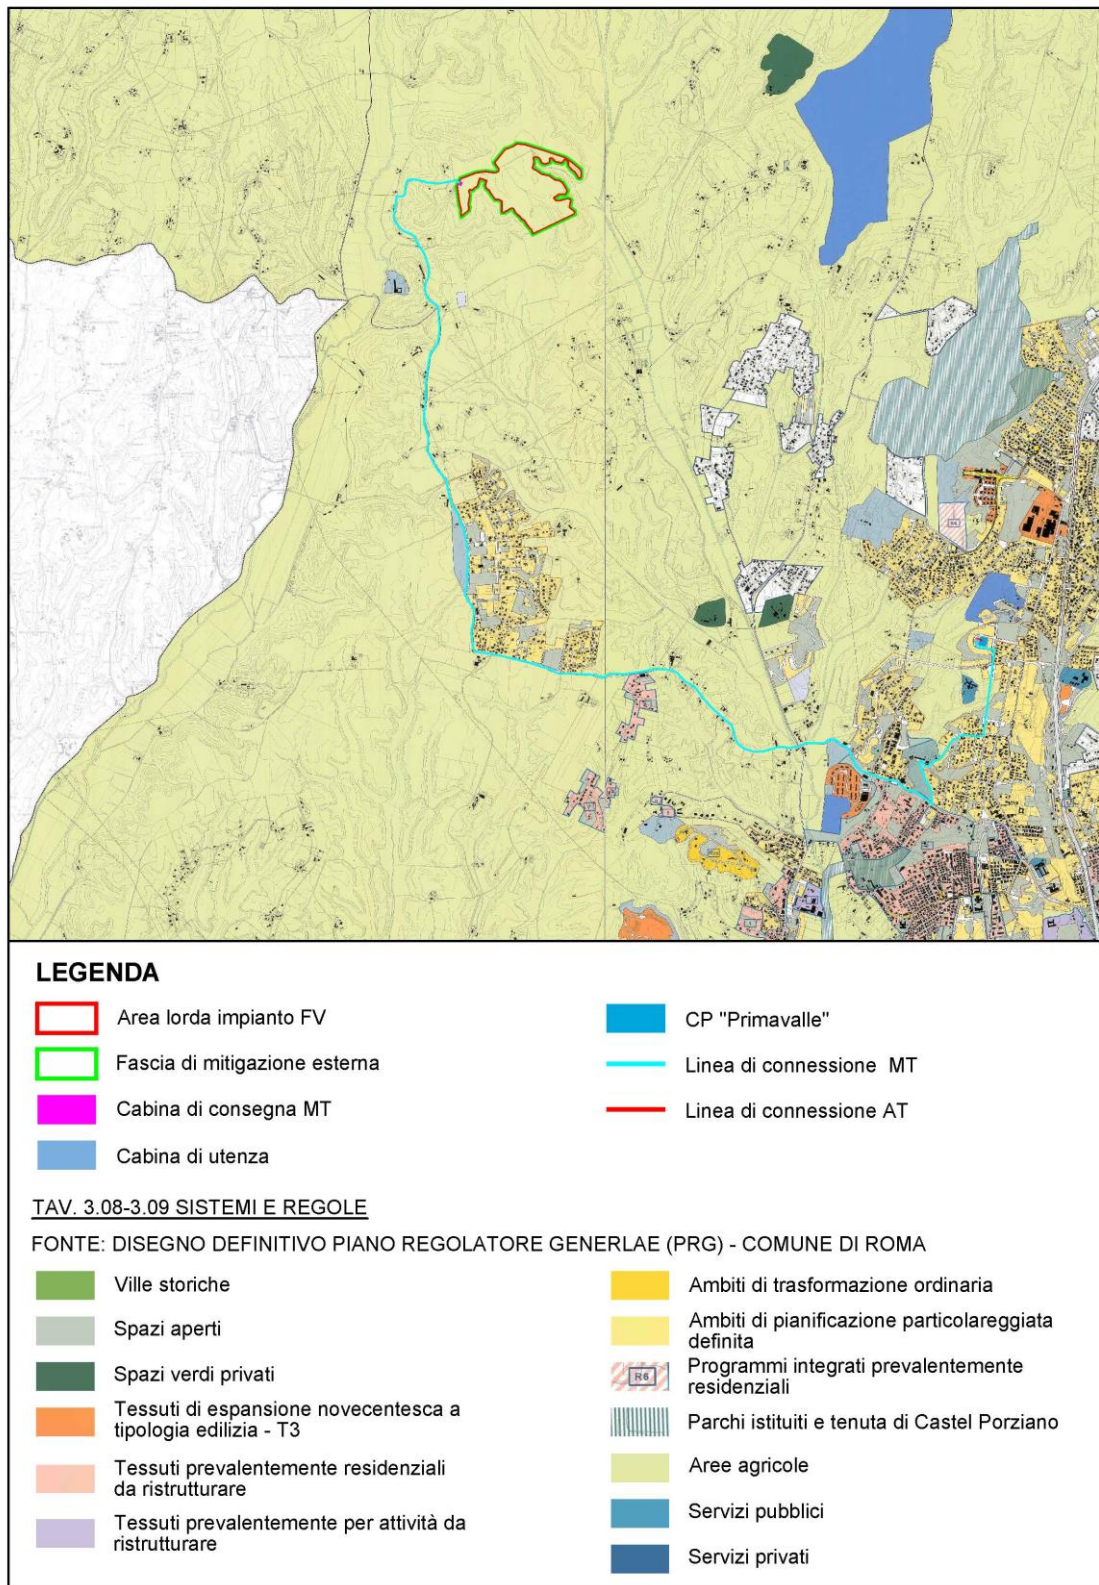 LEGENDA
Area lorda impianto FV
Fascia di mitigazione esterna
Cabina di consegna MT
Cabina di utenza
CP "Primavalle"
Linea di connessione MT
Linea di connessione AT
TAV. 3.08-3.09 SISTEMI E REGOLE
FONTE: DISEGNO DEFINITIVO PIANO REGOLATORE GENERLAE (PRG) - COMUNE DI ROMA
Ville storiche
Spazi aperti
Spazi verdi privati
Tessuti di espansione novecentesca a
tipologia edilizia - T3
Tessuti prevalentemente residenziali
da ristrutturare
Tessuti prevalentemente per attività da
ristrutturare
Ambiti di trasformazione ordinaria
Ambiti di pianificazione particolareggiata
definita
R6
Programmi integrati prevalentemente
residenziali
Parchi istituiti e tenuta di Castel Porziano
Aree agricole
Servizi pubblici
Servizi privati